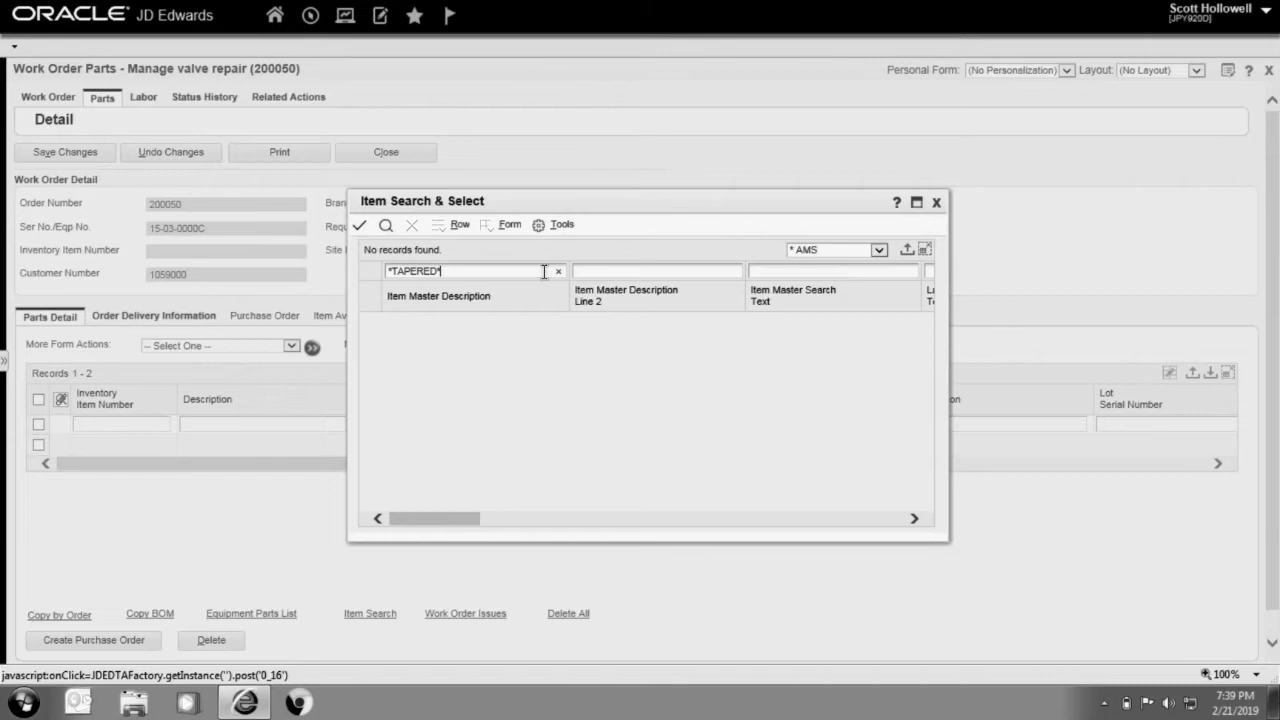 ORACLE JD Edwards
Scott Hollowell
[JPY920D]
Work Order Parts - Manage valve repair (200050)
Personal Form: (No Personalization) Layout: (No Layout)
Work Order Parts Labor Status History Related Actions
Detail
Save Changes Undo Changes Print Close
Work Order Detail
Order Number 200050 Bran
Ser No./Eqp No. 15-03-0000C Requ
Inventory Item Number Site
Customer Number 1059000
Item Search & Select
Row Form Tools
No records found. * AMS
*TAPERED*
Item Master Description
Item Master Description
Line 2
Item Master Search
Text
Parts Detail Order Delivery Information Purchase Order Item Av
More Form Actions: -- Select One --
Records 1 - 2
Inventory
Item Number
Description
on
Lot
Serial Number
Copy by Order Copy BOM Equipment Parts List Item Search Work Order Issues Delete All
Create Purchase Order Delete
javascript:onClick=JDEDTAFactory.getInstance('').post('0_16')
100%
7:39 PM
2/21/2019